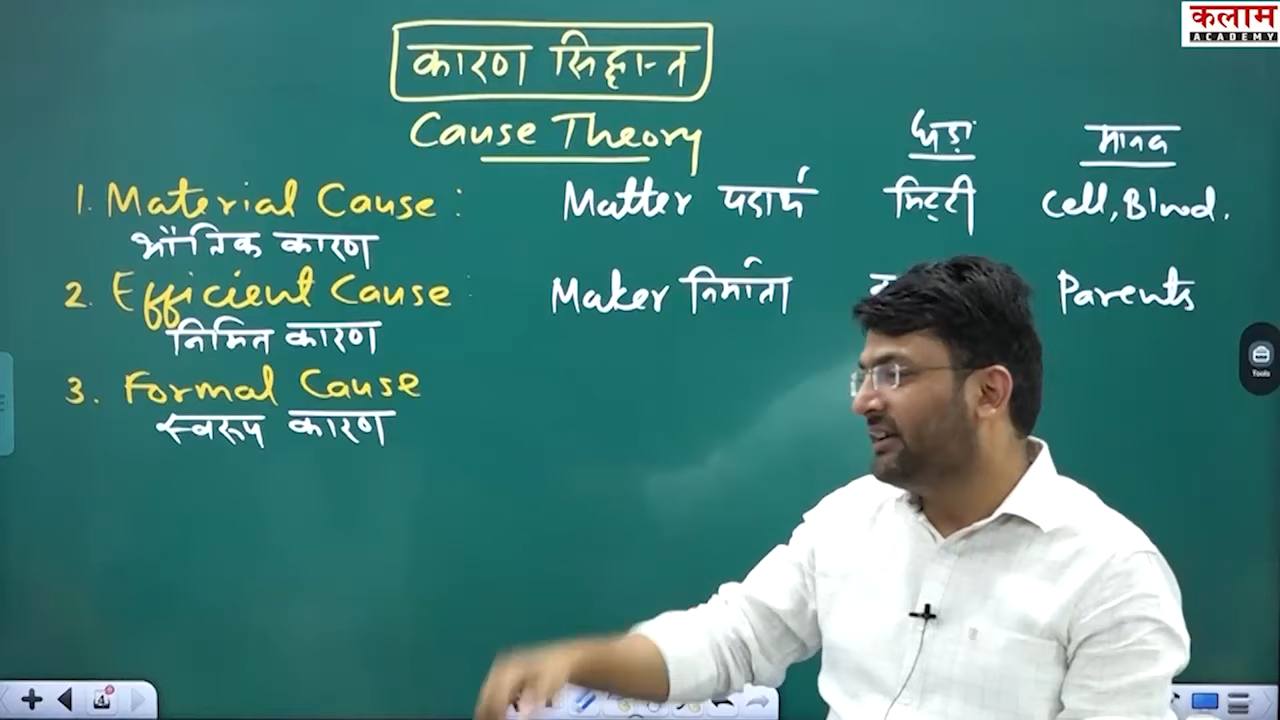 कलाम
ACADEMY
कारण सिद्धान्त
Cause Theory
घड़ा मानव
1. Material Cause : Matter पदार्थ मिट्टी Cell, Blood.
भौतिक कारण
2. Efficient Cause : Maker निर्माता Parents
निमित कारण
3. Formal Cause
स्वरूप कारण
Tools